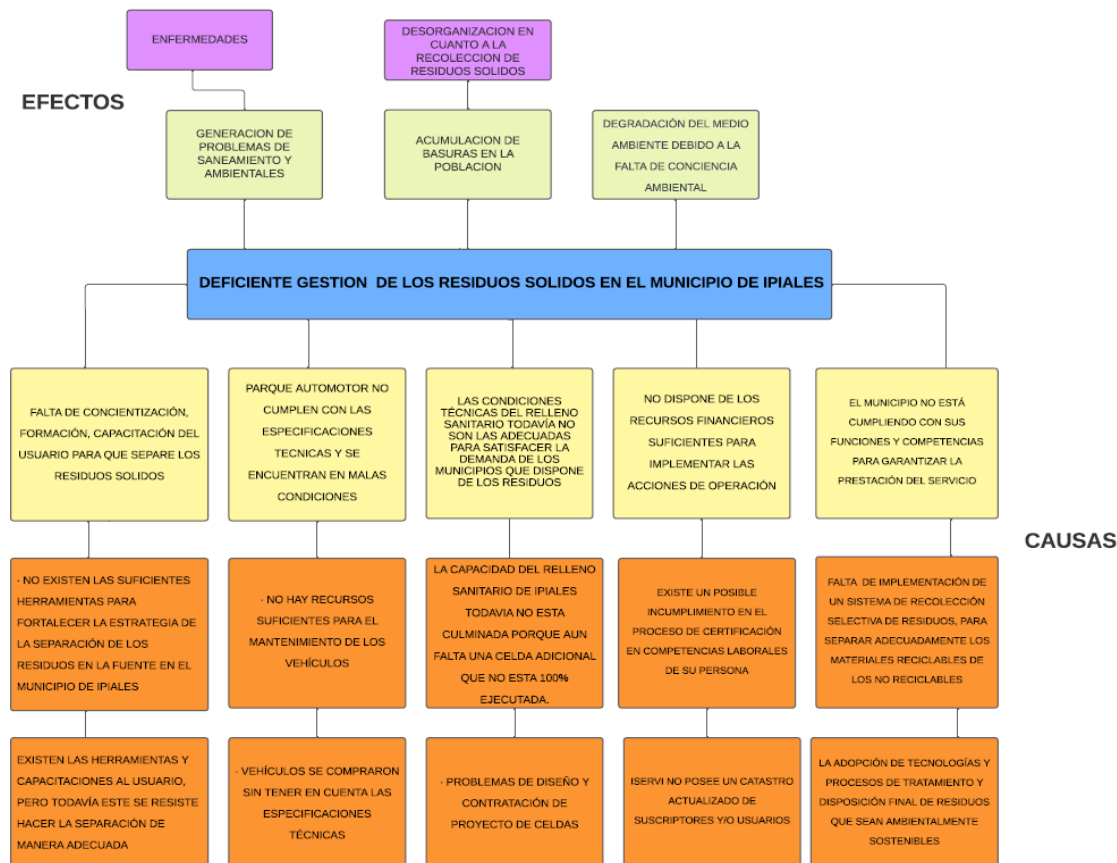 ENFERMEDADES
DESORGANIZACION EN
CUANTO A LA
RECOLECCION DE
RESIDUOS SOLIDOS
EFECTOS
GENERACION DE
PROBLEMAS DE
SANEAMIENTO Y
AMBIENTALES
ACUMULACION DE
BASURAS EN LA
POBLACION
DEGRADACIÓN DEL MEDIO
AMBIENTE DEBIDO A LA
FALTA DE CONCIENCIA
AMBIENTAL
DEFICIENTE GESTION DE LOS RESIDUOS SOLIDOS EN EL MUNICIPIO DE IPIALES
FALTA DE CONCIENTIZACIÓN,
FORMACIÓN, CAPACITACIÓN DEL
USUARIO PARA QUE SEPARE LOS
RESIDUOS SOLIDOS
PARQUE AUTOMOTOR NO
CUMPLEN CON LAS
ESPECIFICACIONES
TECNICAS Y SE
ENCUENTRAN EN MALAS
CONDICIONES
LAS CONDICIONES
TÉCNICAS DEL RELLENO
SANITARIO TODAVÍA NO
SON LAS ADECUADAS
PARA SATISFACER LA
DEMANDA DE LOS
MUNICIPIOS QUE DISPONE
DE LOS RESIDUOS
NO DISPONE DE LOS
RECURSOS FINANCIEROS
SUFICIENTES PARA
IMPLEMENTAR LAS
ACCIONES DE OPERACIÓN
EL MUNICIPIO NO ESTÁ
CUMPLIENDO CON SUS
FUNCIONES Y COMPETENCIAS
PARA GARANTIZAR LA
PRESTACIÓN DEL SERVICIO
CAUSAS
· NO EXISTEN LAS SUFICIENTES
HERRAMIENTAS PARA
FORTALECER LA ESTRATEGIA DE
LA SEPARACIÓN DE LOS
RESIDUOS EN LA FUENTE EN EL
MUNICIPIO DE IPIALES
· NO HAY RECURSOS
SUFICIENTES PARA EL
MANTENIMIENTO DE LOS
VEHÍCULOS
LA CAPACIDAD DEL RELLENO
SANITARIO DE IPIALES
TODAVIA NO ESTA
CULMINADA PORQUE AUN
FALTA UNA CELDA ADICIONAL
QUE NO ESTA 100%
EJECUTADA.
EXISTE UN POSIBLE
INCUMPLIMIENTO EN EL
PROCESO DE CERTIFICACIÓN
EN COMPETENCIAS LABORALES
DE SU PERSONA
FALTA DE IMPLEMENTACIÓN DE
UN SISTEMA DE RECOLECCIÓN
SELECTIVA DE RESIDUOS, PARA
SEPARAR ADECUADAMENTE LOS
MATERIALES RECICLABLES DE
LOS NO RECICLABLES
EXISTEN LAS HERRAMIENTAS Y
CAPACITACIONES AL USUARIO,
PERO TODAVÍA ESTE SE RESISTE
HACER LA SEPARACIÓN DE
MANERA ADECUADA
· VEHÍCULOS SE COMPRARON
SIN TENER EN CUENTA LAS
ESPECIFICACIONES
TÉCNICAS
· PROBLEMAS DE DISEÑO Y
CONTRATACIÓN DE
PROYECTO DE CELDAS
ISERVI NO POSEE UN CATASTRO
ACTUALIZADO DE
SUSCRIPTORES Y/O USUARIOS
LA ADOPCIÓN DE TECNOLOGÍAS Y
PROCESOS DE TRATAMIENTO Y
DISPOSICIÓN FINAL DE RESIDUOS
QUE SEAN AMBIENTALMENTE
SOSTENIBLES